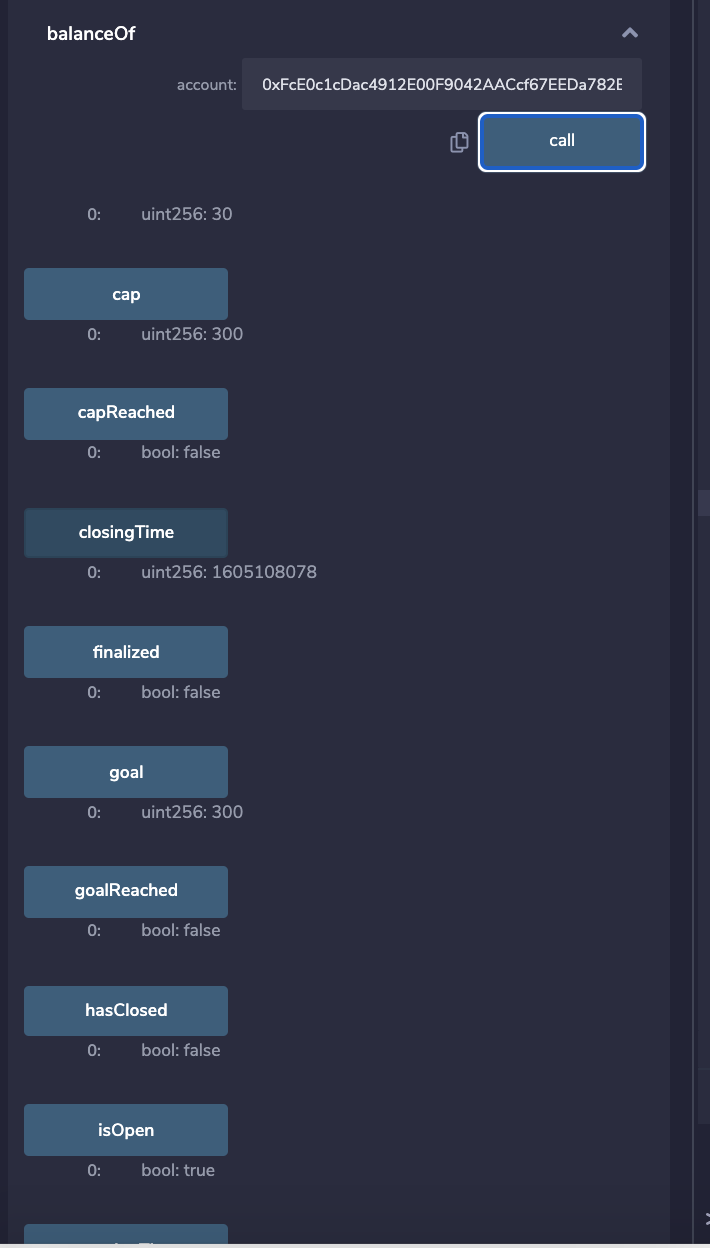 balanceOf
account: 0xFcE0c1cDac4912E00F9042AACcf67EEDa782
call
0: uint256: 30
cap
0: uint256: 300
capReached
0: bool: false
closingTime
0: uint256: 1605108078
finalized
0: bool: false
goal
0: uint256: 300
goalReached
0: bool: false
hasClosed
0: bool: false
isOpen
0: bool: true